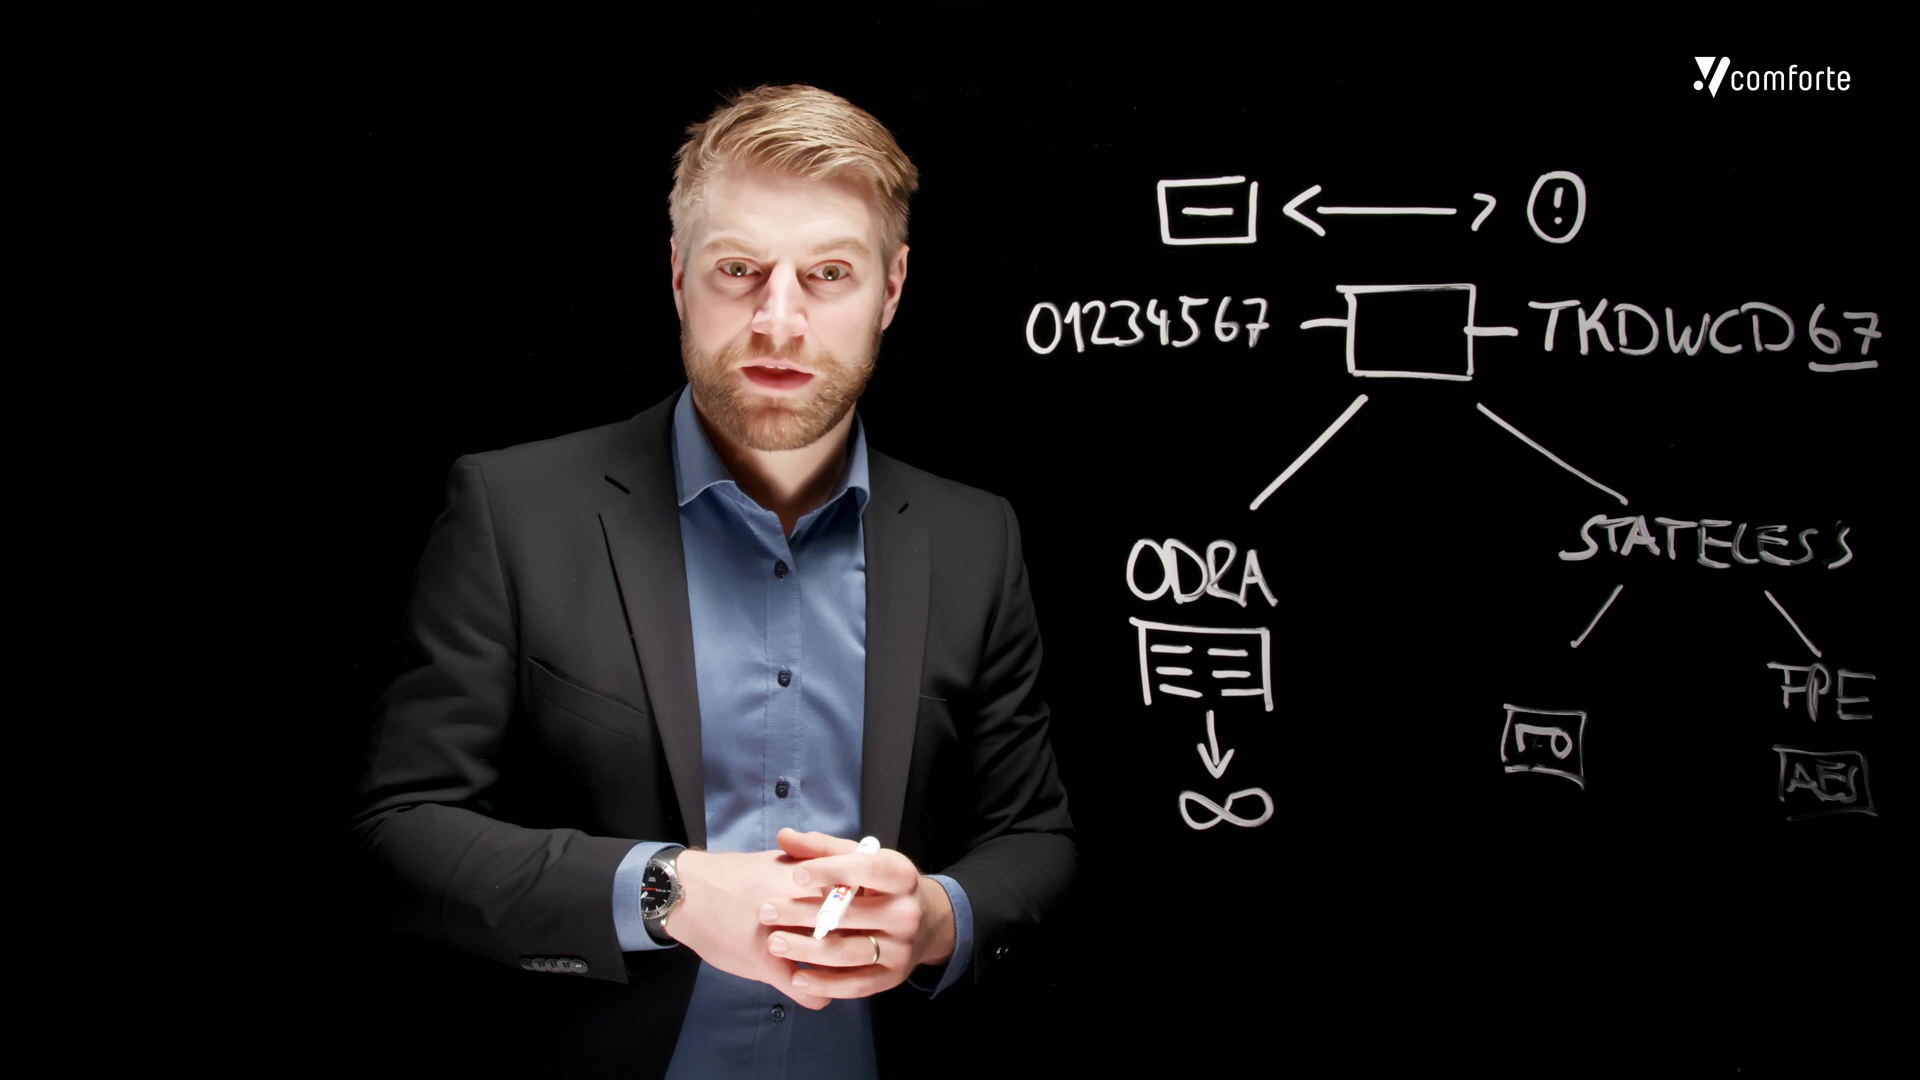 comforte
!
01234567
TKDWCD67
ODRA
STATELESS
FPE
AES